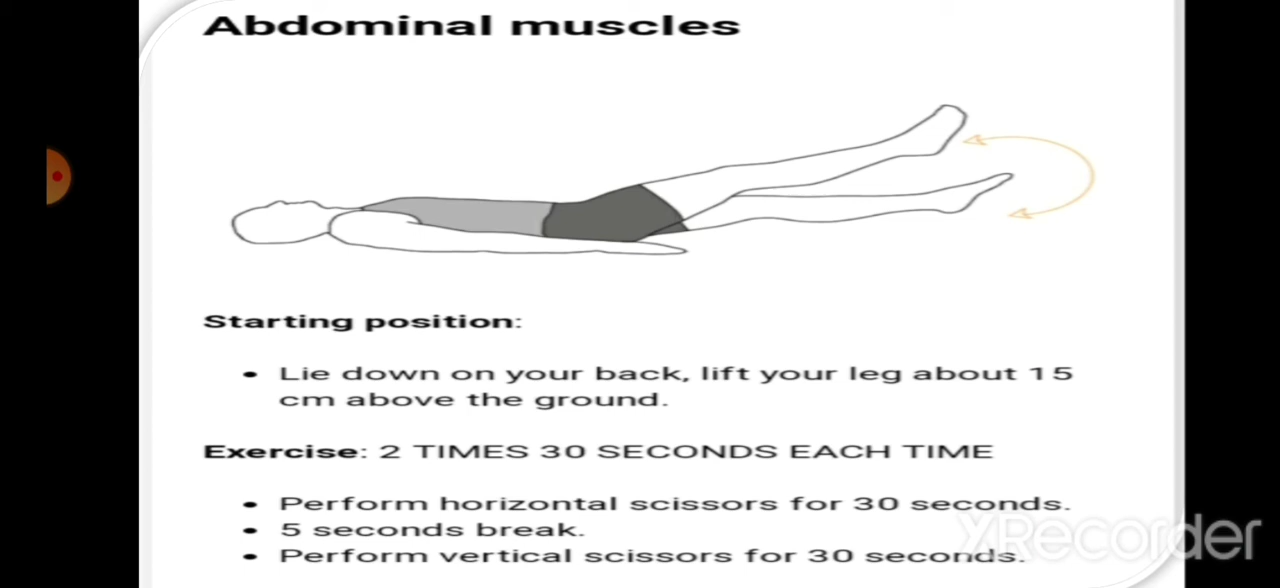 Abdominal muscles
Starting position:
• Lie down on your back, lift your leg about 15
cm above the ground.
Exercise: 2 TIMES 30 SECONDS EACH TIME
• Perform horizontal scissors for 30 seconds.
• 5 seconds break.
• Perform vertical scissors for 30 seconds.
XRecorder